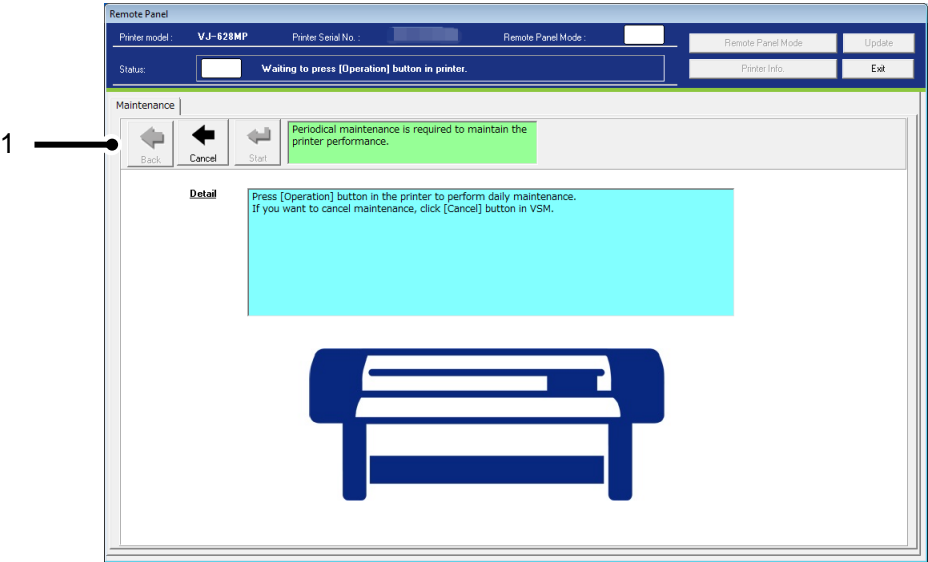 Remote Panel
Printer model :
VJ-628MP
Printer Serial No. :
Remote Panel Mode :
Remote Panel Mode
Update
Status:
Waiting to press [Operation] button in printer.
Printer Info.
Exit
Maintenance
1
Back
Cancel
Start
Periodical maintenance is required to maintain the
printer performance.
Detail
Press [Operation] button in the printer to perform daily maintenance.
If you want to cancel maintenance, click [Cancel] button in VSM.